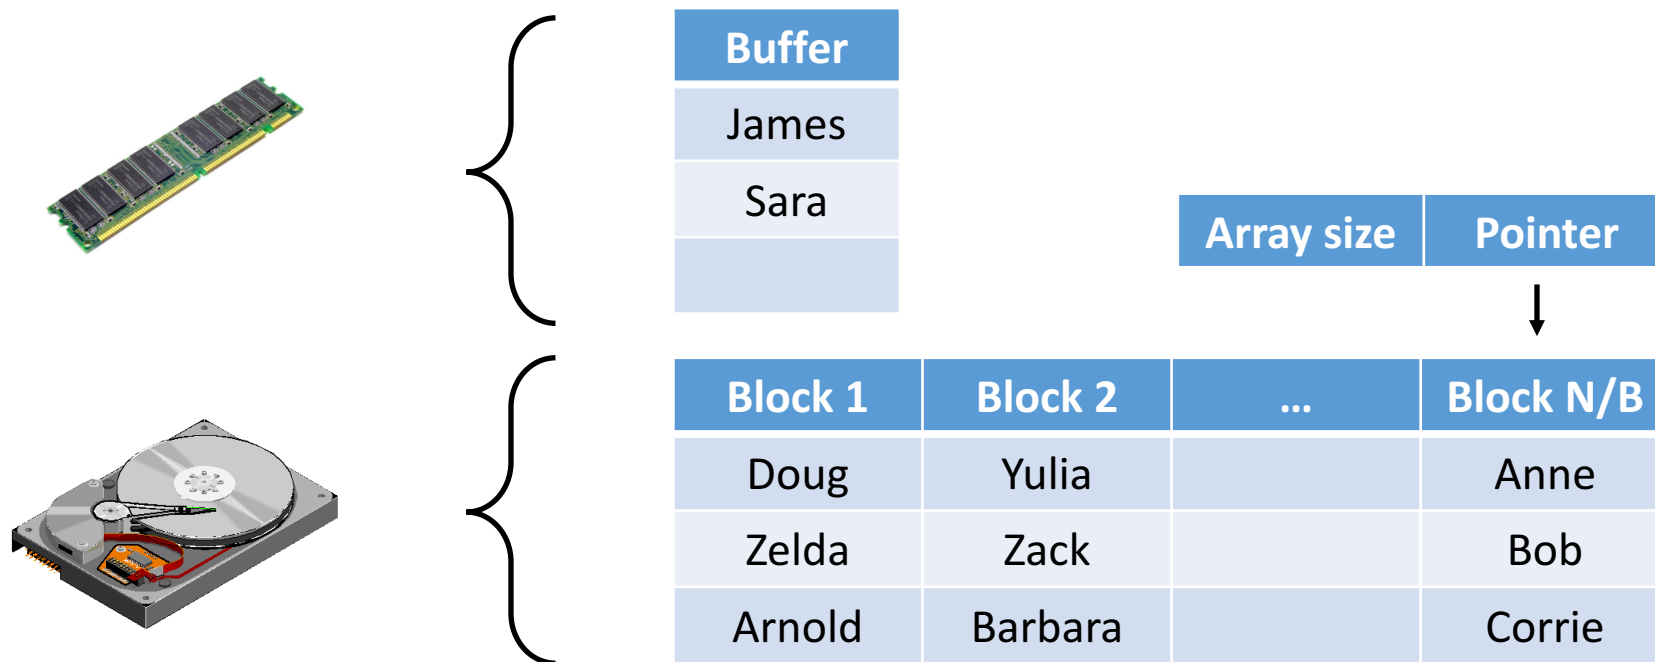 Buffer
James
Sara
Array size Pointer
Block 1 Block 2 ... Block N/B
Doug Yulia Anne
Zelda Zack Bob
Arnold Barbara Corrie